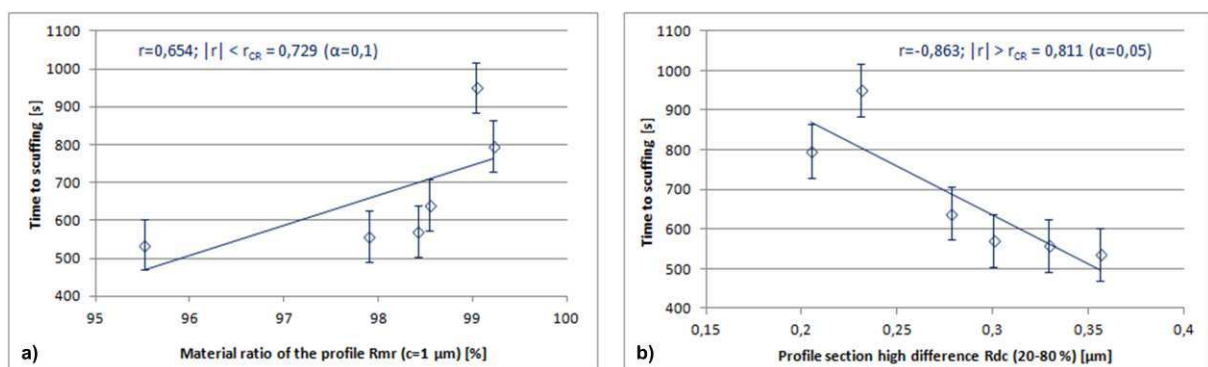 1100
1000
900
800
700
600
500
400
Time to scuffing [s]
r=0,654; |r| < rCR = 0,729 (α=0,1)
95 96 97 98 99 100
a) Material ratio of the profile Rmr (c=1 µm) [%]
1100
1000
900
800
700
600
500
400
Time to scuffing [s]
r=-0,863; |r| > rCR = 0,811 (α=0,05)
0,15 0,2 0,25 0,3 0,35 0,4
b) Profile section high difference Rdc (20-80 %) [µm]